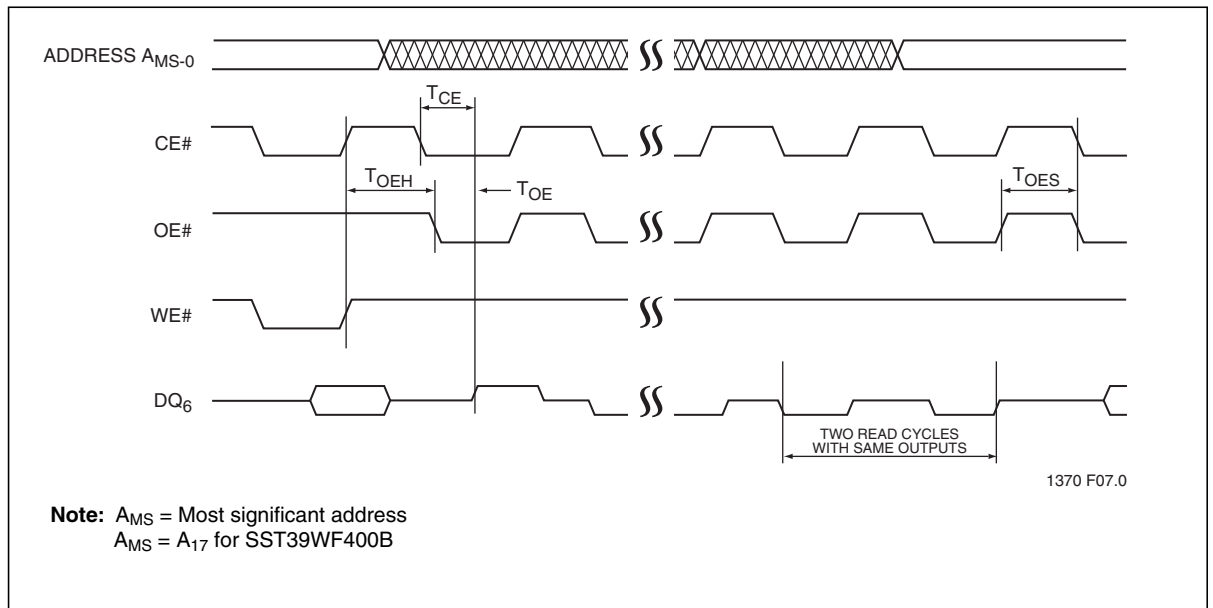 ADDRESS AMS-0
TCE
CE#
TOEH
TOE
TOES
OE#
WE#
DQ6
TWO READ CYCLES
WITH SAME OUTPUTS
1370 F07.0
Note: AMS = Most significant address
AMS = A17 for SST39WF400B